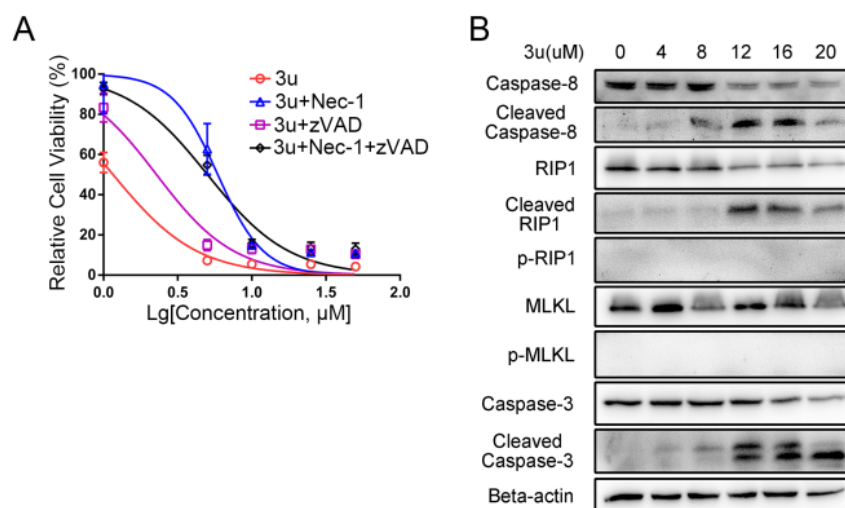 A
Relative Cell Viability (%)
100
80
60
40
20
0
0.0 0.5 1.0 1.5 2.0
Lg[Concentration, µM]
3u
3u+Nec-1
3u+zVAD
3u+Nec-1+zVAD
B
3u(uM) 0 4 8 12 16 20
Caspase-8
Cleaved
Caspase-8
RIP1
Cleaved
RIP1
p-RIP1
MLKL
p-MLKL
Caspase-3
Cleaved
Caspase-3
Beta-actin